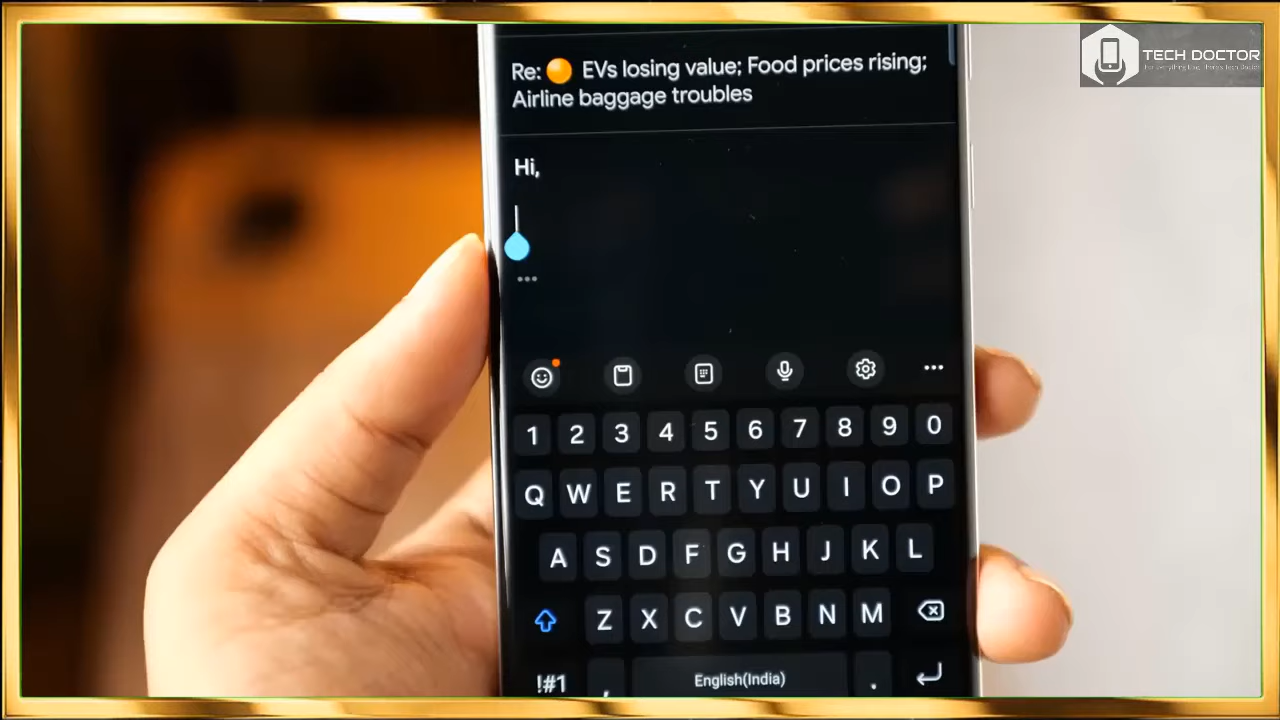 TECH DOCTOR
Re: 🟠 EVs losing value; Food prices rising;
Airline baggage troubles
Hi,
1 2 3 4 5 6 7 8 9 0
Q W E R T Y U I O P
A S D F G H J K L
Z X C V B N M
!#1 , English(India) .